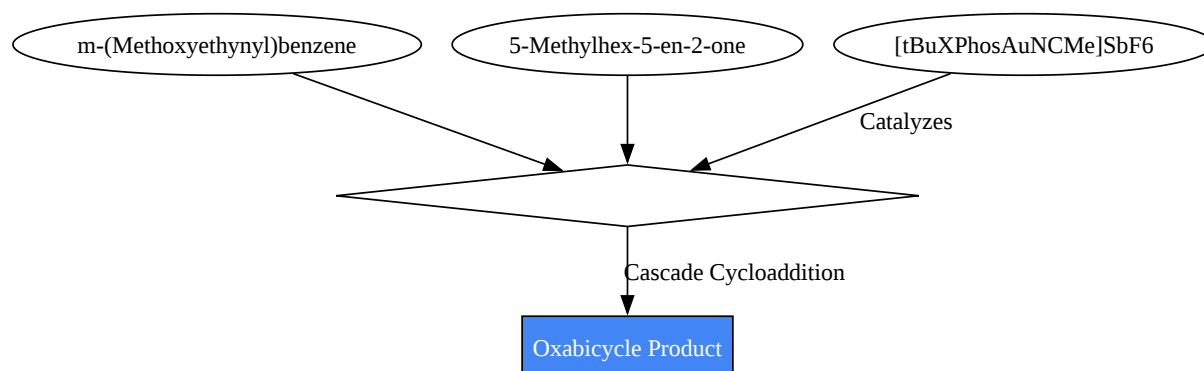 m-(Methoxyethynyl)benzene
5-Methylhex-5-en-2-one
[tBuXPhosAuNCMe]SbF6
Catalyzes
Cascade Cycloaddition
Oxabicycle Product